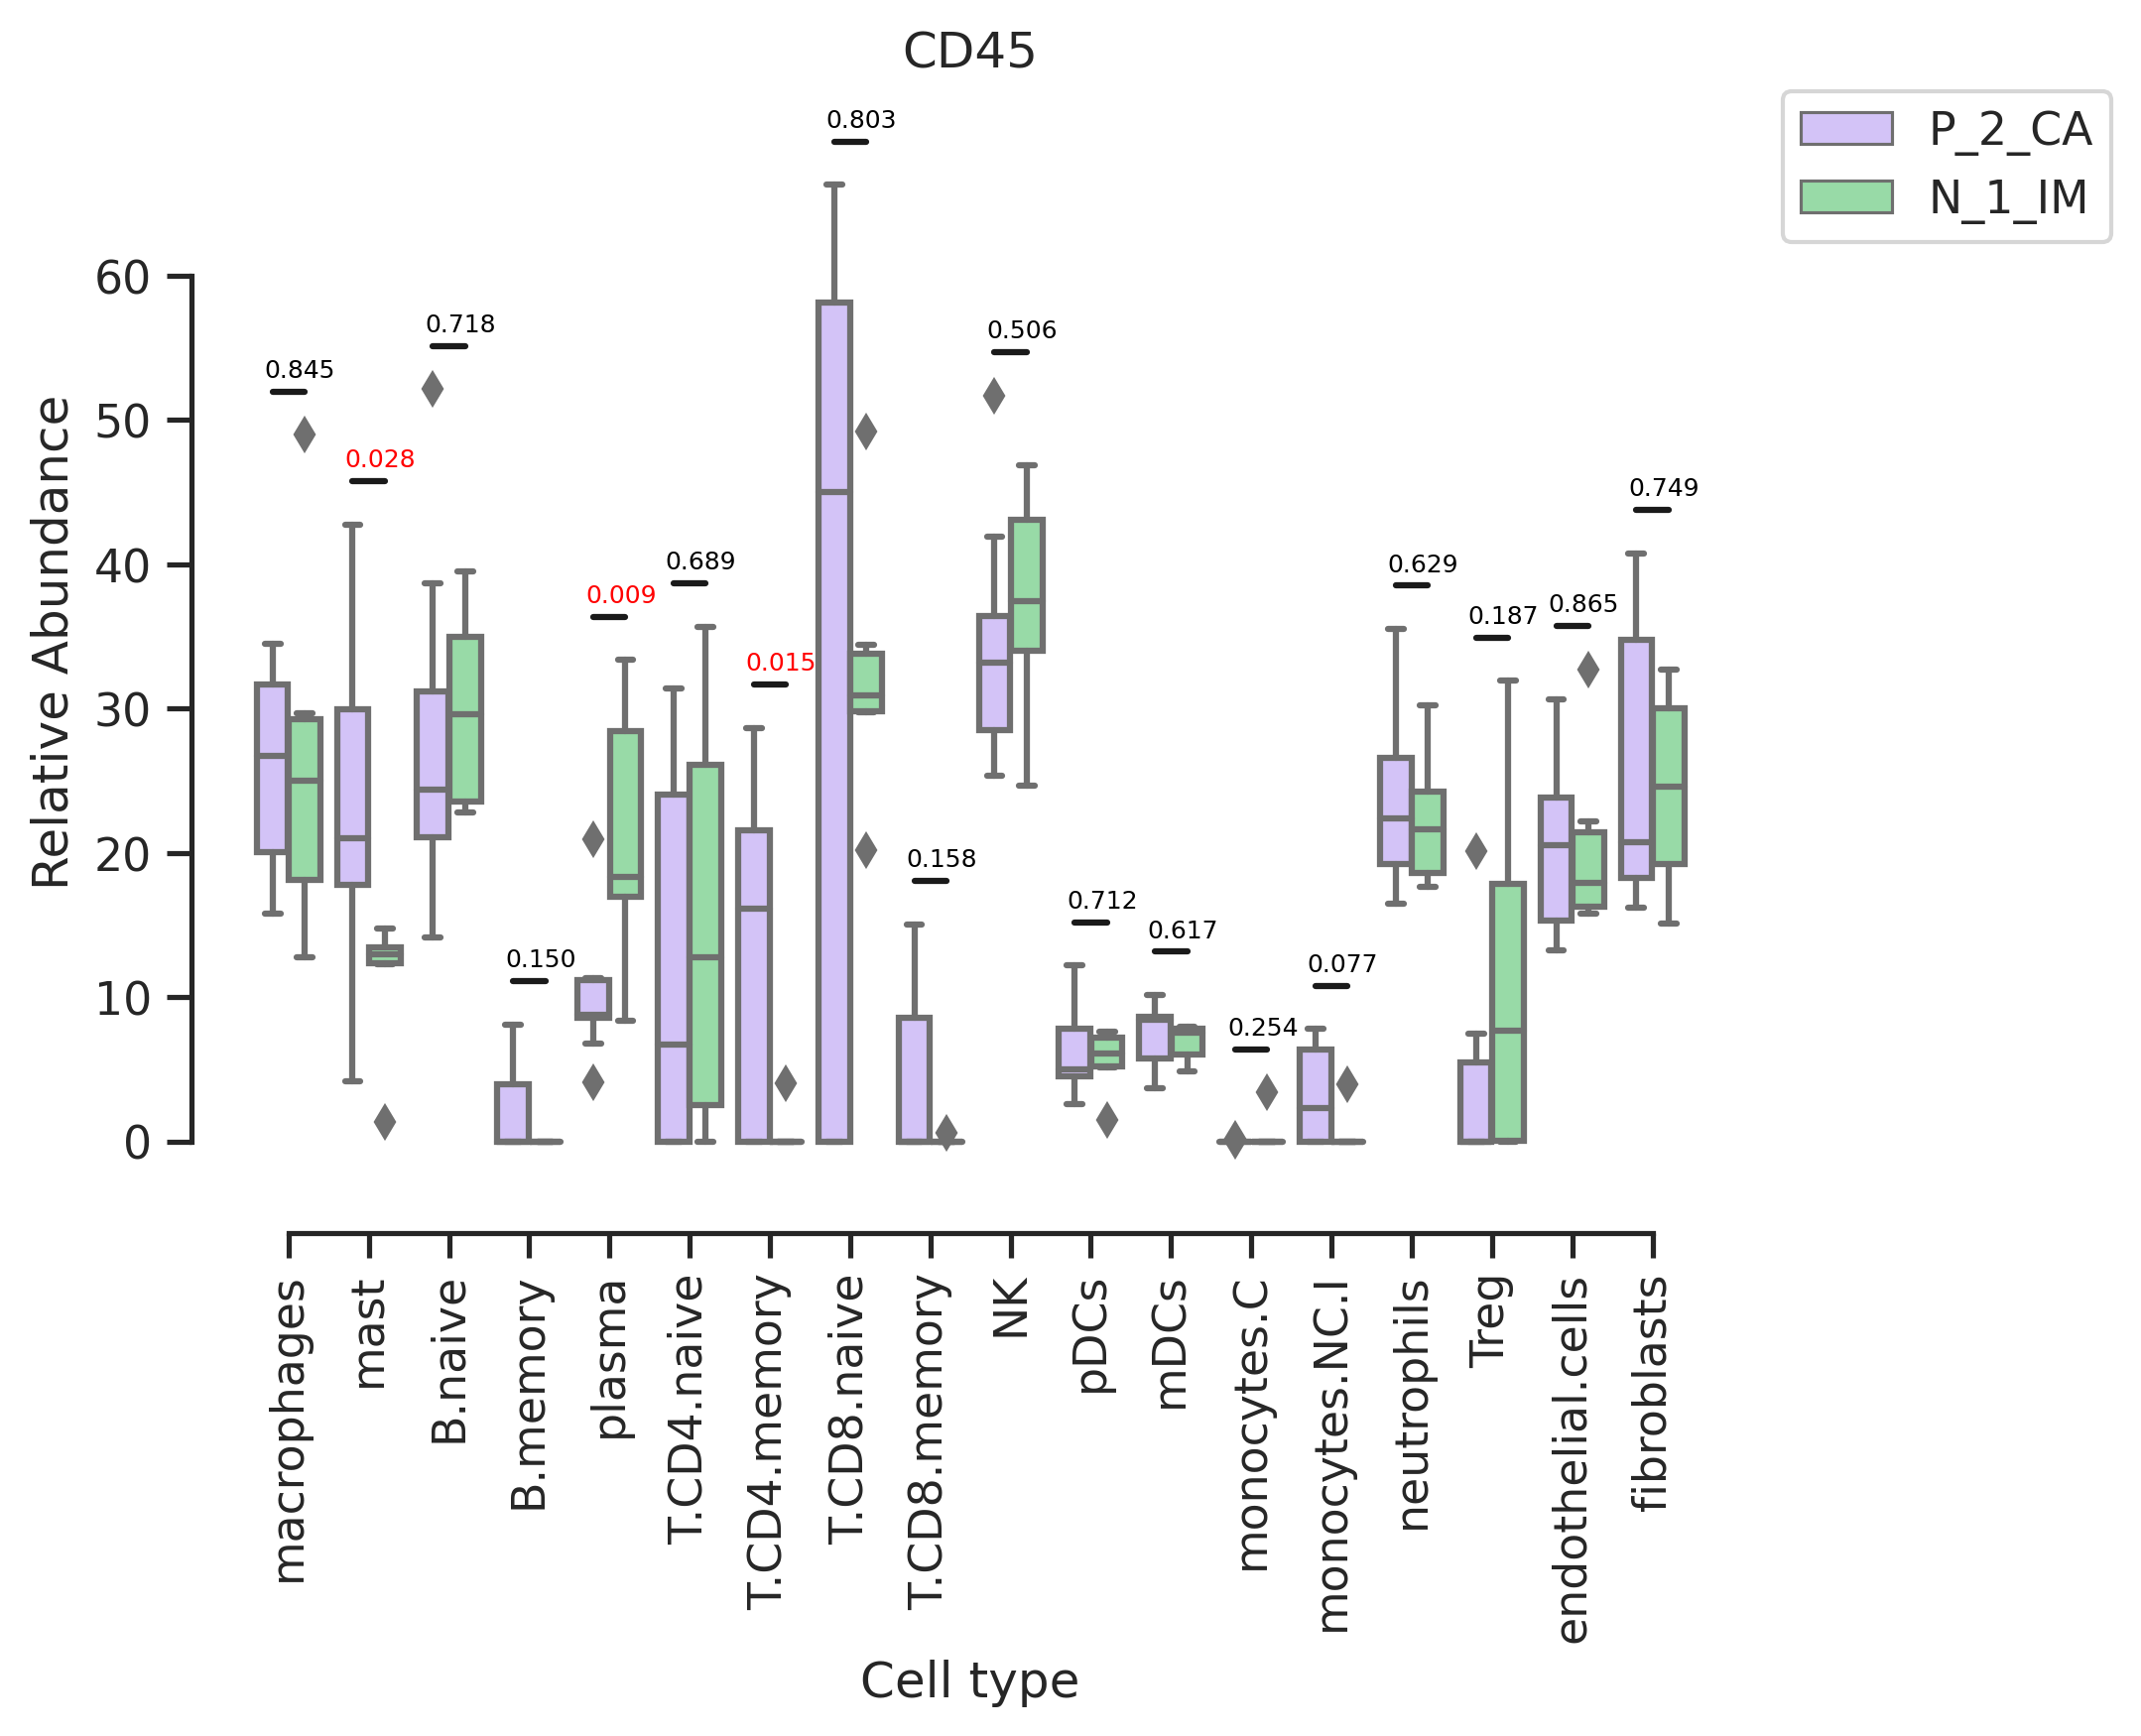 CD45
P_2_CA
N_1_IM
0.803
0.718
0.506
0.845
0.028
0.749
0.689
0.629
0.009
0.187
0.865
0.015
0.158
0.712
0.617
0.150
0.077
0.254
60
50
40
30
20
10
0
Relative Abundance
macrophages
mast
B.naive
B.memory
plasma
T.CD4.naive
T.CD4.memory
T.CD8.naive
T.CD8.memory
NK
pDCs
mDCs
monocytes.C
monocytes.NC.I
neutrophils
Treg
endothelial.cells
fibroblasts
Cell type